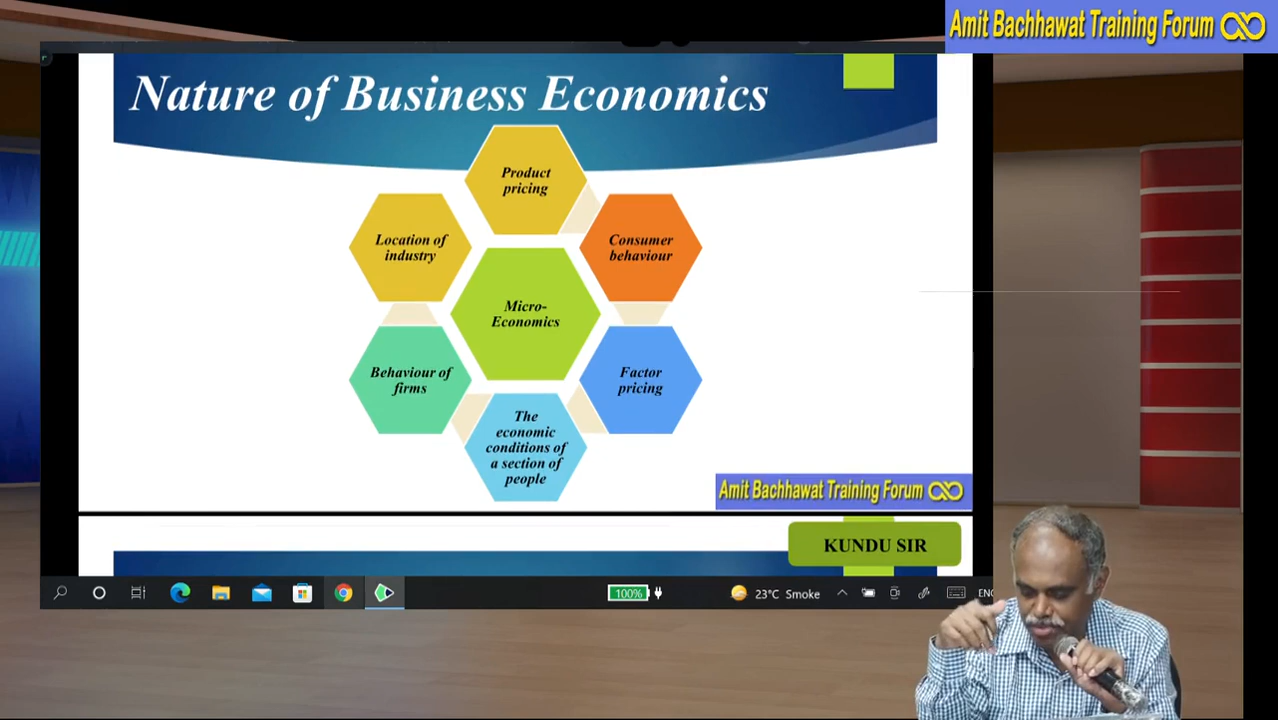 Amit Bachhawat Training Forum
Nature of Business Economics
Product
pricing
Location of
industry
Consumer
behaviour
Micro-
Economics
Behaviour of
firms
Factor
pricing
The
economic
conditions of
a section of
people
Amit Bachhawat Training Forum
KUNDU SIR
100%
23°C Smoke
ENG